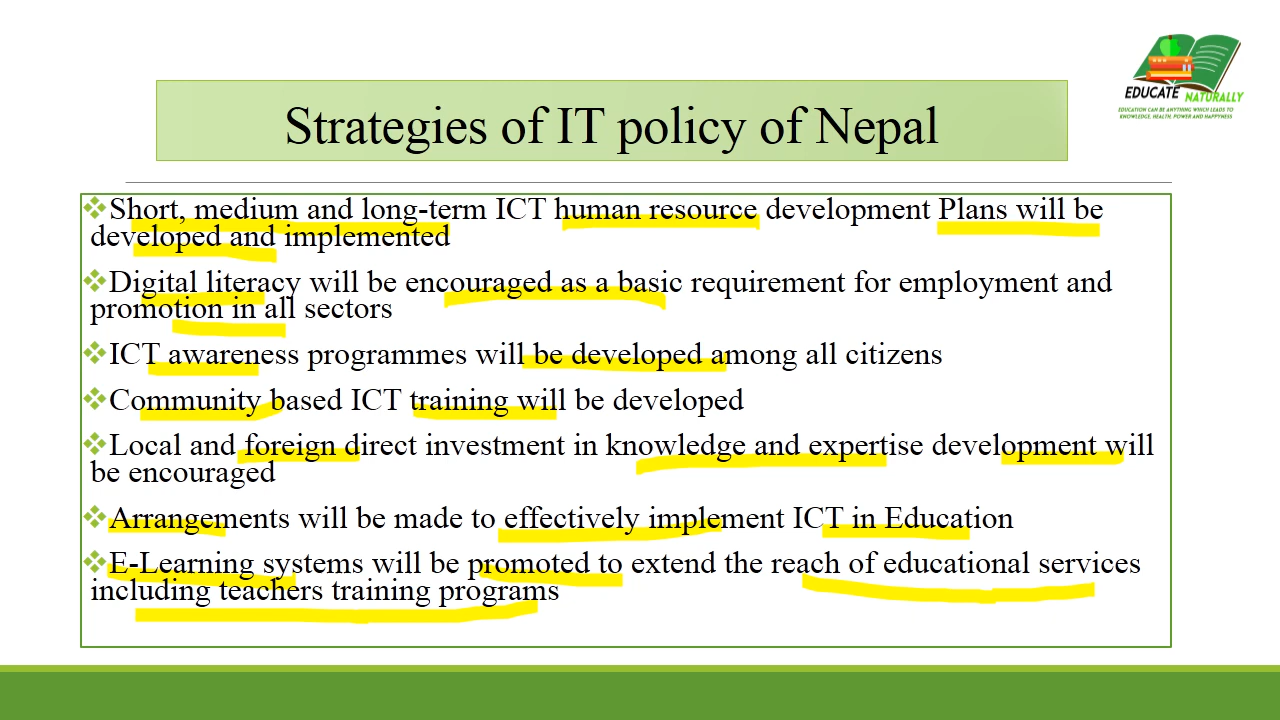 EDUCATE NATURALLY
EDUCATION CAN BE ANYTHING WHICH LEADS TO
KNOWLEDGE, HEALTH, POWER AND HAPPYNESS
Strategies of IT policy of Nepal
❖Short, medium and long-term ICT human resource development Plans will be
developed and implemented
❖Digital literacy will be encouraged as a basic requirement for employment and
promotion in all sectors
❖ICT awareness programmes will be developed among all citizens
❖Community based ICT training will be developed
❖Local and foreign direct investment in knowledge and expertise development will
be encouraged
❖Arrangements will be made to effectively implement ICT in Education
❖E-Learning systems will be promoted to extend the reach of educational services
including teachers training programs